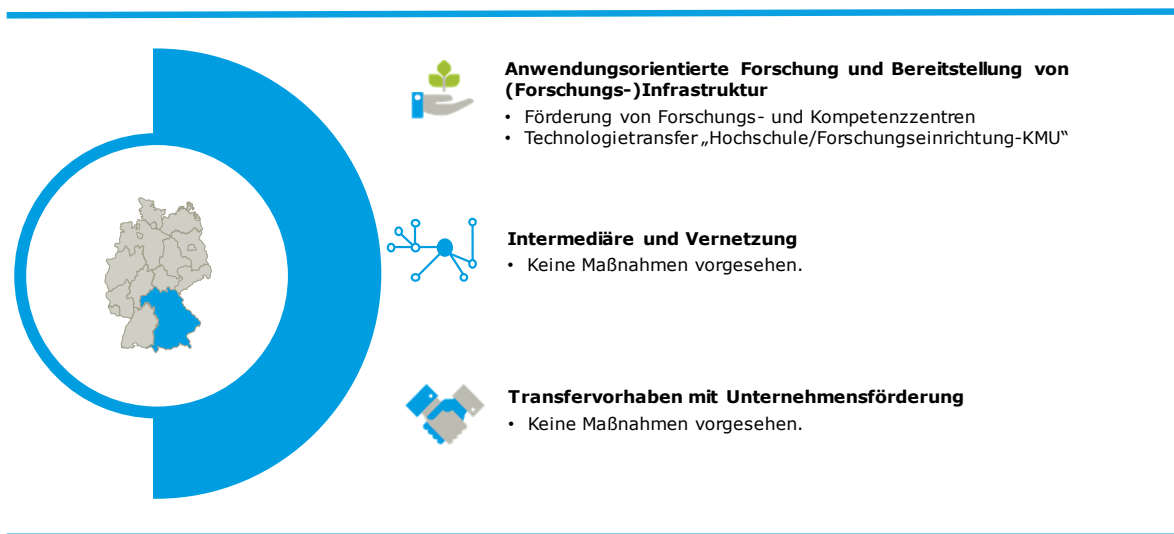 Anwendungsorientierte Forschung und Bereitstellung von
(Forschungs-)Infrastruktur
• Förderung von Forschungs- und Kompetenzzentren
• Technologietransfer „Hochschule/Forschungseinrichtung-KMU“
Intermediäre und Vernetzung
• Keine Maßnahmen vorgesehen.
Transfervorhaben mit Unternehmensförderung
• Keine Maßnahmen vorgesehen.